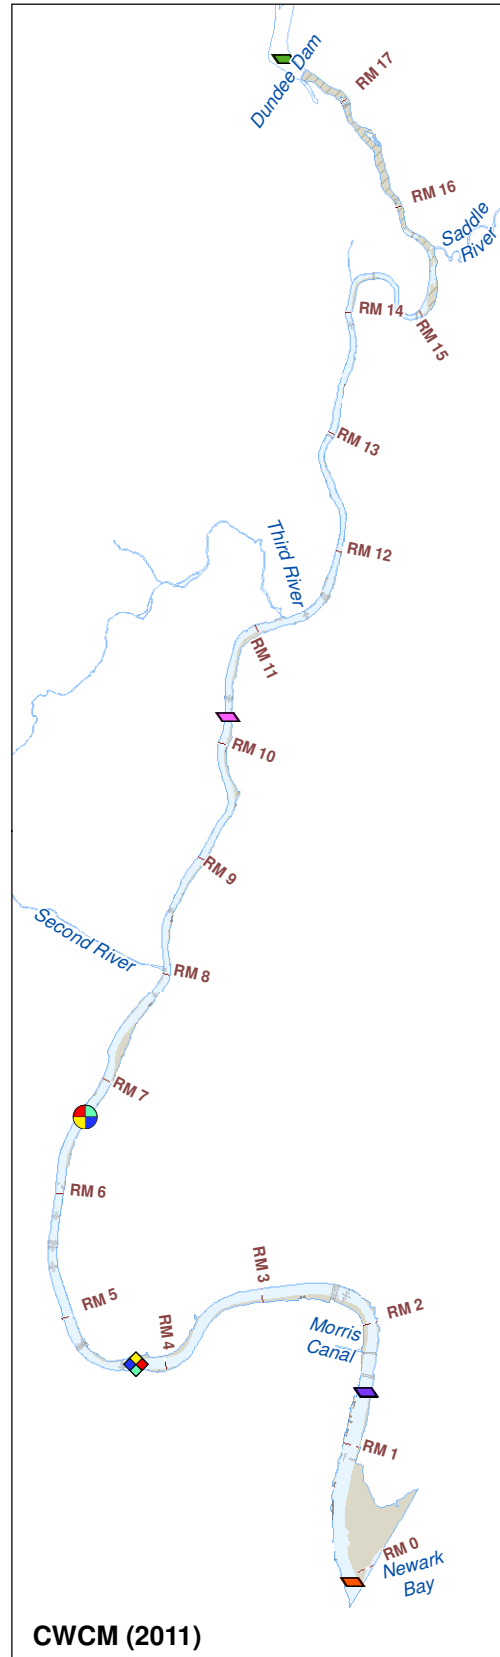 Dundee Dam
RM 17
RM 16
Saddle
River
RM 14
RM 15
RM 13
RM 12
Third River
RM 11
RM 10
RM 9
Second River
RM 8
RM 7
RM 6
RM 5
RM 4
RM 3
RM 2
Morris
Canal
RM 1
RM 0
Newark
Bay
CWCM (2011)